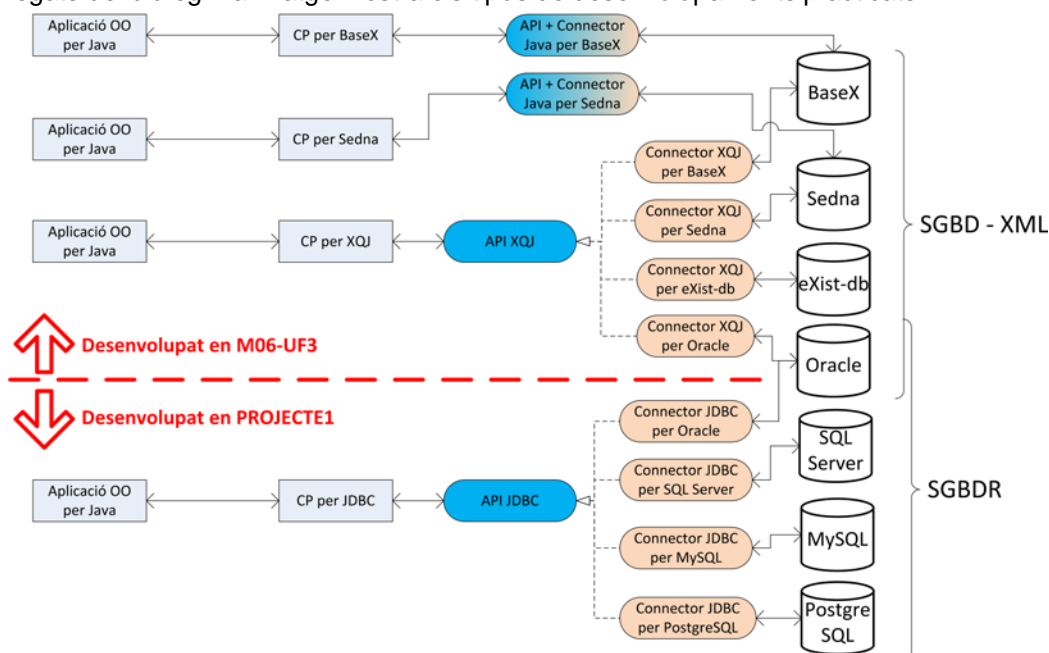 Aplicació OO
per Java
CP per BaseX
API + Connector
Java per BaseX
BaseX
API + Connector
Java per Sedna
Aplicació OO
per Java
CP per Sedna
Connector XQJ
per BaseX
Sedna
Connector XQJ
per Sedna
SGBD - XML
Aplicació OO
per Java
CP per XQJ
API XQJ
Connector XQJ
per eXist-db
eXist-db
Connector XQJ
per Oracle
Oracle
Desenvolupat en M06-UF3
Desenvolupat en PROJECTE1
Connector JDBC
per Oracle
SQL
Server
Connector JDBC
per SQL Server
SGBDR
Aplicació OO
per Java
CP per JDBC
API JDBC
Connector JDBC
per MySQL
MySQL
Connector JDBC
per PostgreSQL
Postgre
SQL